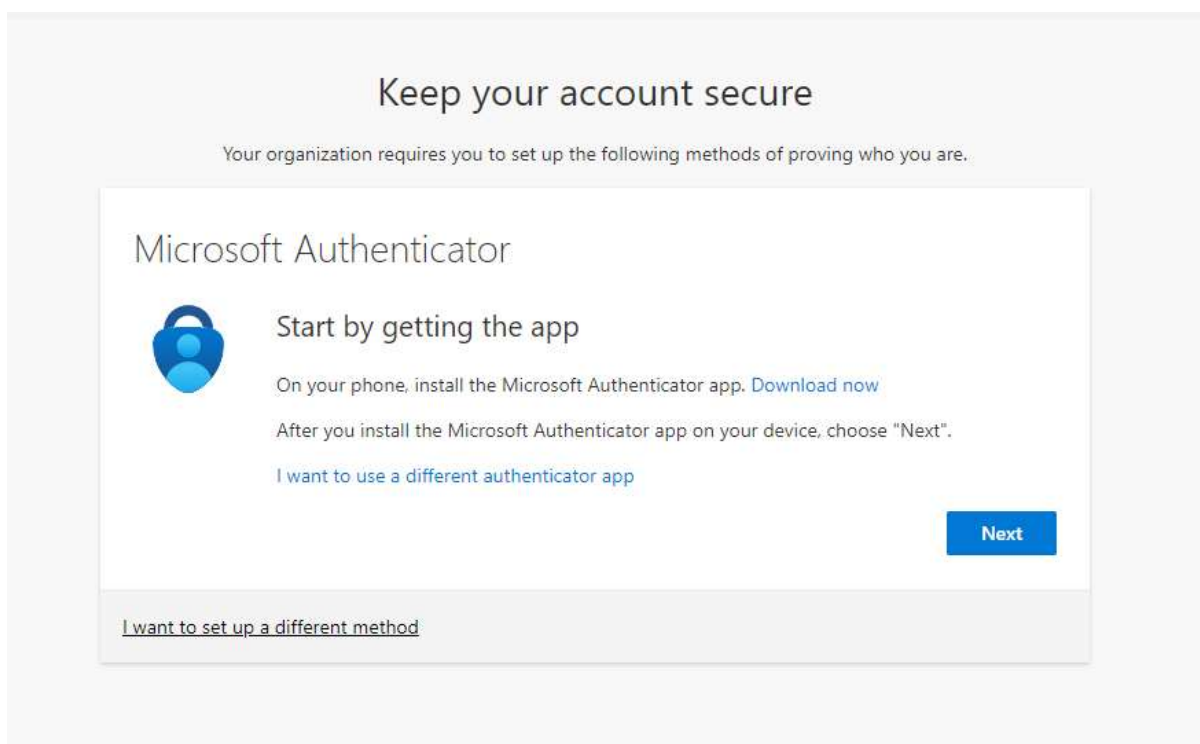 Keep your account secure
Your organization requires you to set up the following methods of proving who you are.
Microsoft Authenticator
Start by getting the app
On your phone, install the Microsoft Authenticator app. Download now
After you install the Microsoft Authenticator app on your device, choose "Next".
I want to use a different authenticator app
Next
I want to set up a different method